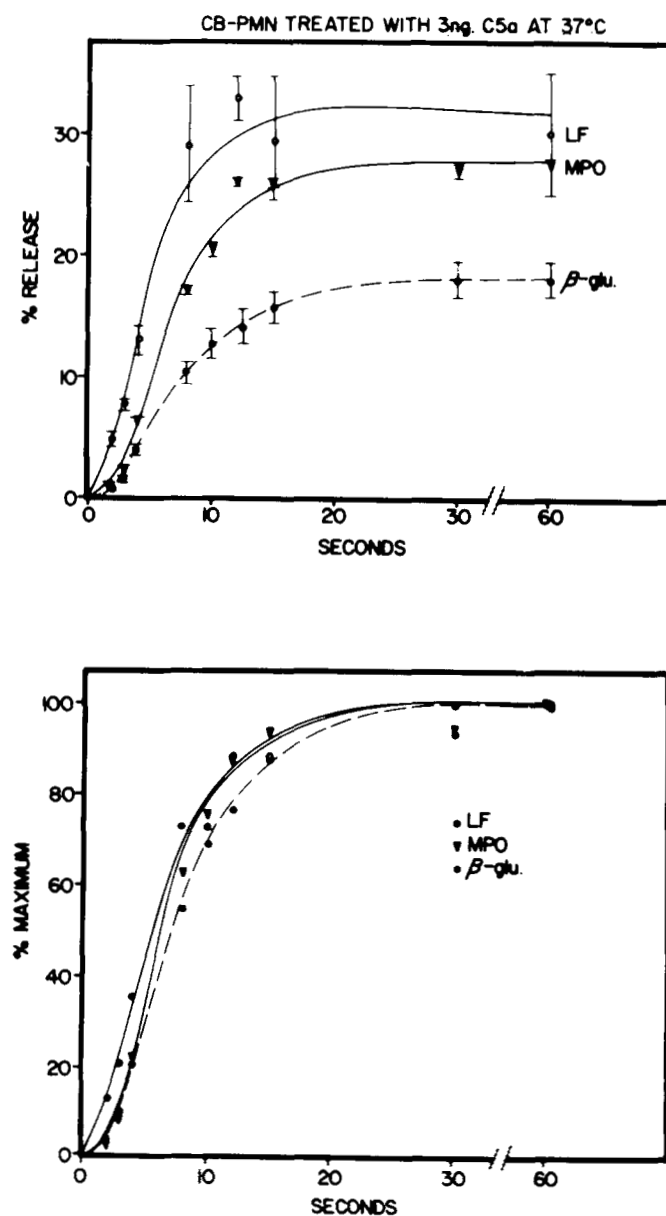 CB-PMN TREATED WITH 3ng. C5a AT 37°C
% RELEASE
30
20
10
0
LF
MPO
β-glu.
0 10 20 30 60
SECONDS
% MAXIMUM
100
80
60
40
20
0
LF
MPO
β-glu.
0 10 20 30 60
SECONDS